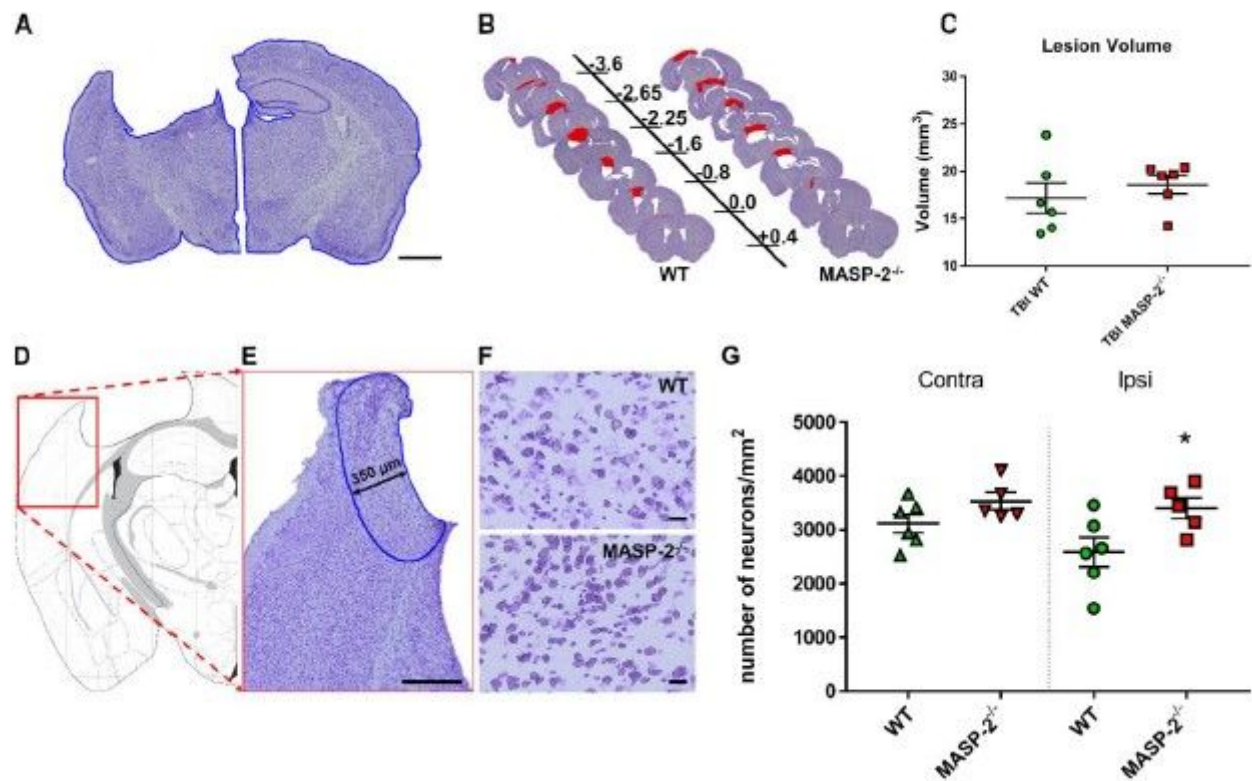 A
B
-3.6
-2.65
-2.25
-1.6
-0.8
0.0
+0.4
WT
MASP-2-/-
C
Lesion Volume
Volume (mm3)
30
25
20
15
10
TBI WT
TBI MASP-2-/-
D
E
350 µm
F
WT
MASP-2-/-
G
Contra
Ipsi
number of neurons/mm2
5000
4000
3000
2000
1000
0
*
WT
MASP-2-/-
WT
MASP-2-/-